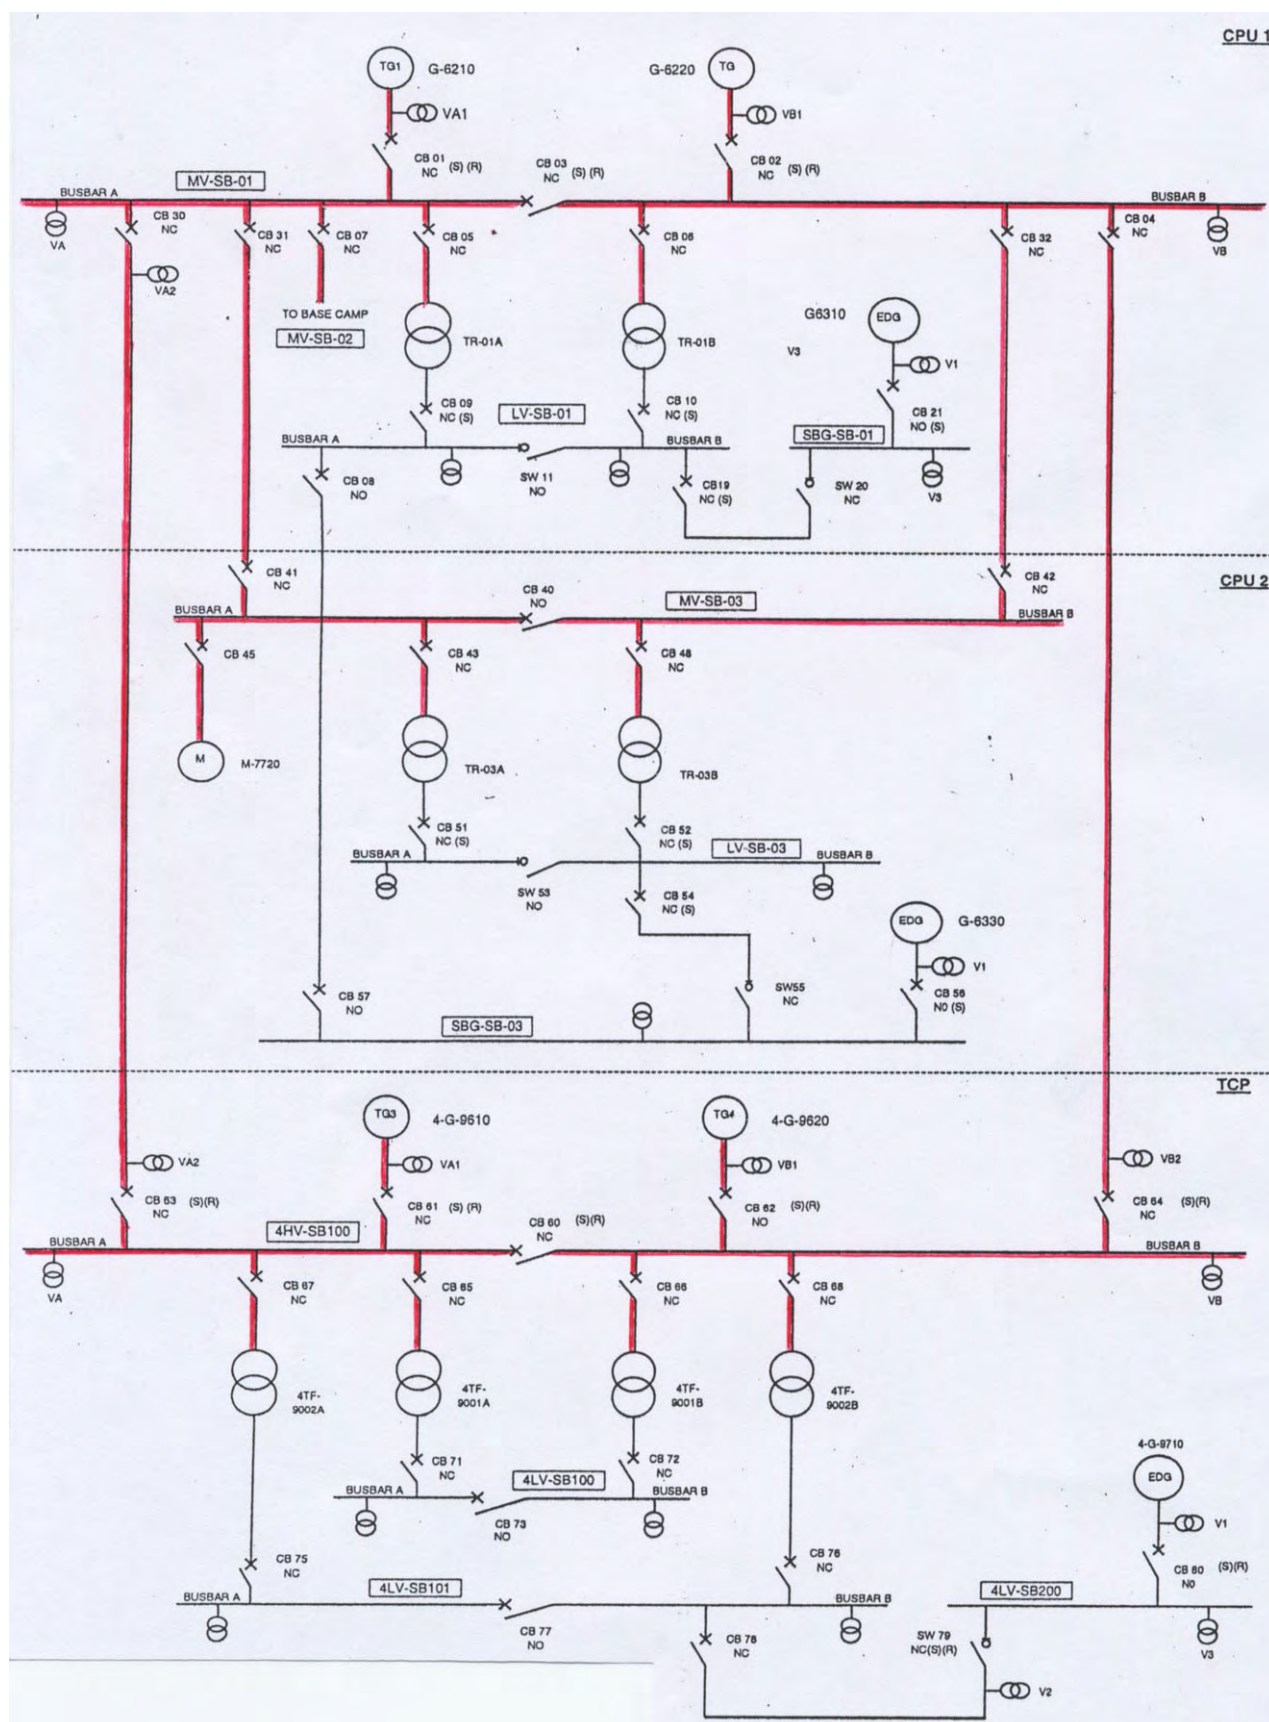 CPU 1
TG1
G-6210
G-6220
TG
VA1
VB1
CB 01
NC (S) (R)
CB 03
NC (S) (R)
CB 02
NC (S) (R)
MV-SB-01
BUSBAR A
BUSBAR B
VA
CB 30
NC
CB 31
NC
CB 07
NC
CB 05
NC
CB 06
NC
CB 32
NC
CB 04
NC
VB
VA2
TO BASE CAMP
MV-SB-02
TR-01A
TR-01B
G6310
EDG
V3
V1
CB 09
NC (S)
LV-SB-01
CB 10
NC (S)
CB 21
NO (S)
SBG-SB-01
BUSBAR A
BUSBAR B
CB 08
NO
SW 11
NO
CB19
NC (S)
SW 20
NC
V3
CB 41
NC
CB 42
NC
CPU 2
CB 40
NO
MV-SB-03
BUSBAR A
BUSBAR B
CB 45
CB 43
NC
CB 48
NC
M
M-7720
TR-03A
TR-03B
CB 51
NC (S)
CB 52
NC (S)
LV-SB-03
BUSBAR A
BUSBAR B
SW 53
NO
CB 54
NC (S)
EDG
G-6330
V1
CB 57
NO
SW55
NC
CB 56
N0 (S)
SBG-SB-03
TCP
TG3
4-G-9610
TG4
4-G-9620
VA2
VA1
VB1
VB2
CB 63
NC
(S)(R)
CB 61
NC
(S) (R)
CB 60
NC
(S)(R)
CB 62
NO
(S)(R)
CB 64
NC
(S)(R)
4HV-SB100
BUSBAR A
BUSBAR B
VA
CB 67
NC
CB 65
NC
CB 66
NC
CB 68
NC
VB
4TF-
9002A
4TF-
9001A
4TF-
9001B
4TF-
9002B
4-G-9710
EDG
CB 71
NC
4LV-SB100
CB 72
NC
BUSBAR A
BUSBAR B
CB 73
NO
V1
CB 75
NC
CB 76
NC
CB 80
N0
(S)(R)
4LV-SB101
4LV-SB200
BUSBAR A
BUSBAR B
CB 77
NO
CB 78
NC
SW 79
NC(S)(R)
V3
V2